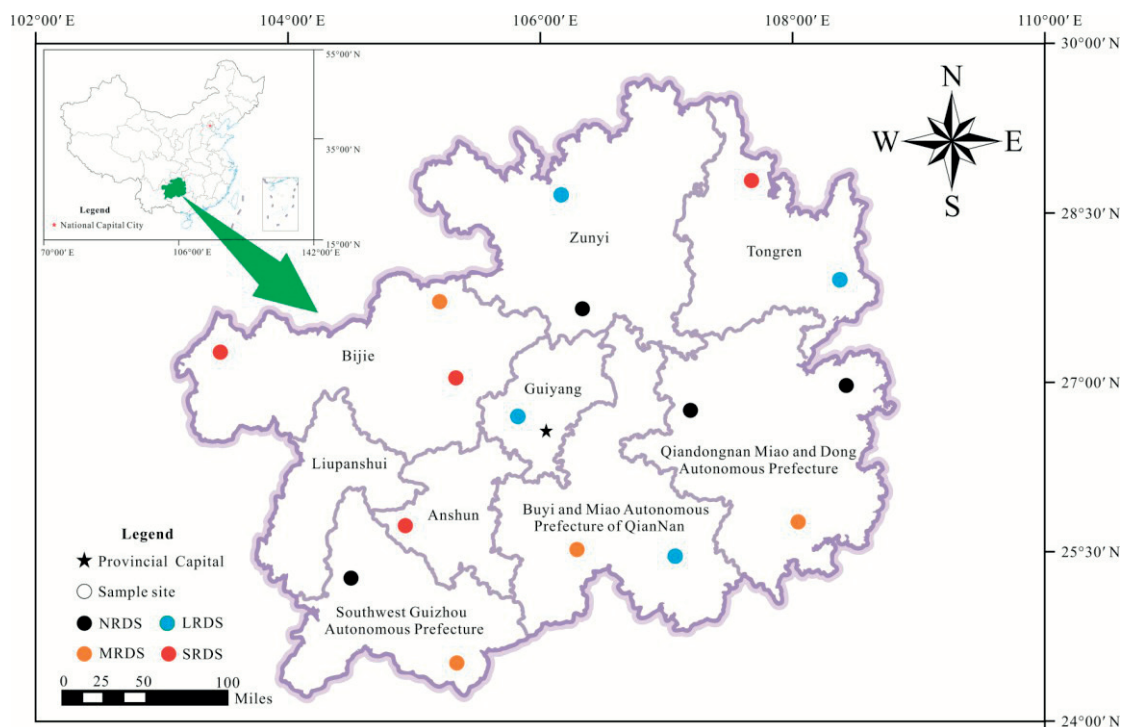 102°00′ E
104°00′ E
106°00′ E
108°00′ E
110°00′ E
30°00′ N
28°30′ N
27°00′ N
25°30′ N
24°00′ N
55°00′ N
35°00′ N
15°00′ N
70°00′ E
106°00′ E
142°00′ E
Legend
National Capital City
N
W
E
S
Zunyi
Tongren
Bijie
Guiyang
Liupanshui
Anshun
Qiandongnan Miao and Dong
Autonomous Prefecture
Buyi and Miao Autonomous
Prefecture of QianNan
Southwest Guizhou
Autonomous Prefecture
Legend
Provincial Capital
Sample site
NRDS
LRDS
MRDS
SRDS
0 25 50 100
Miles